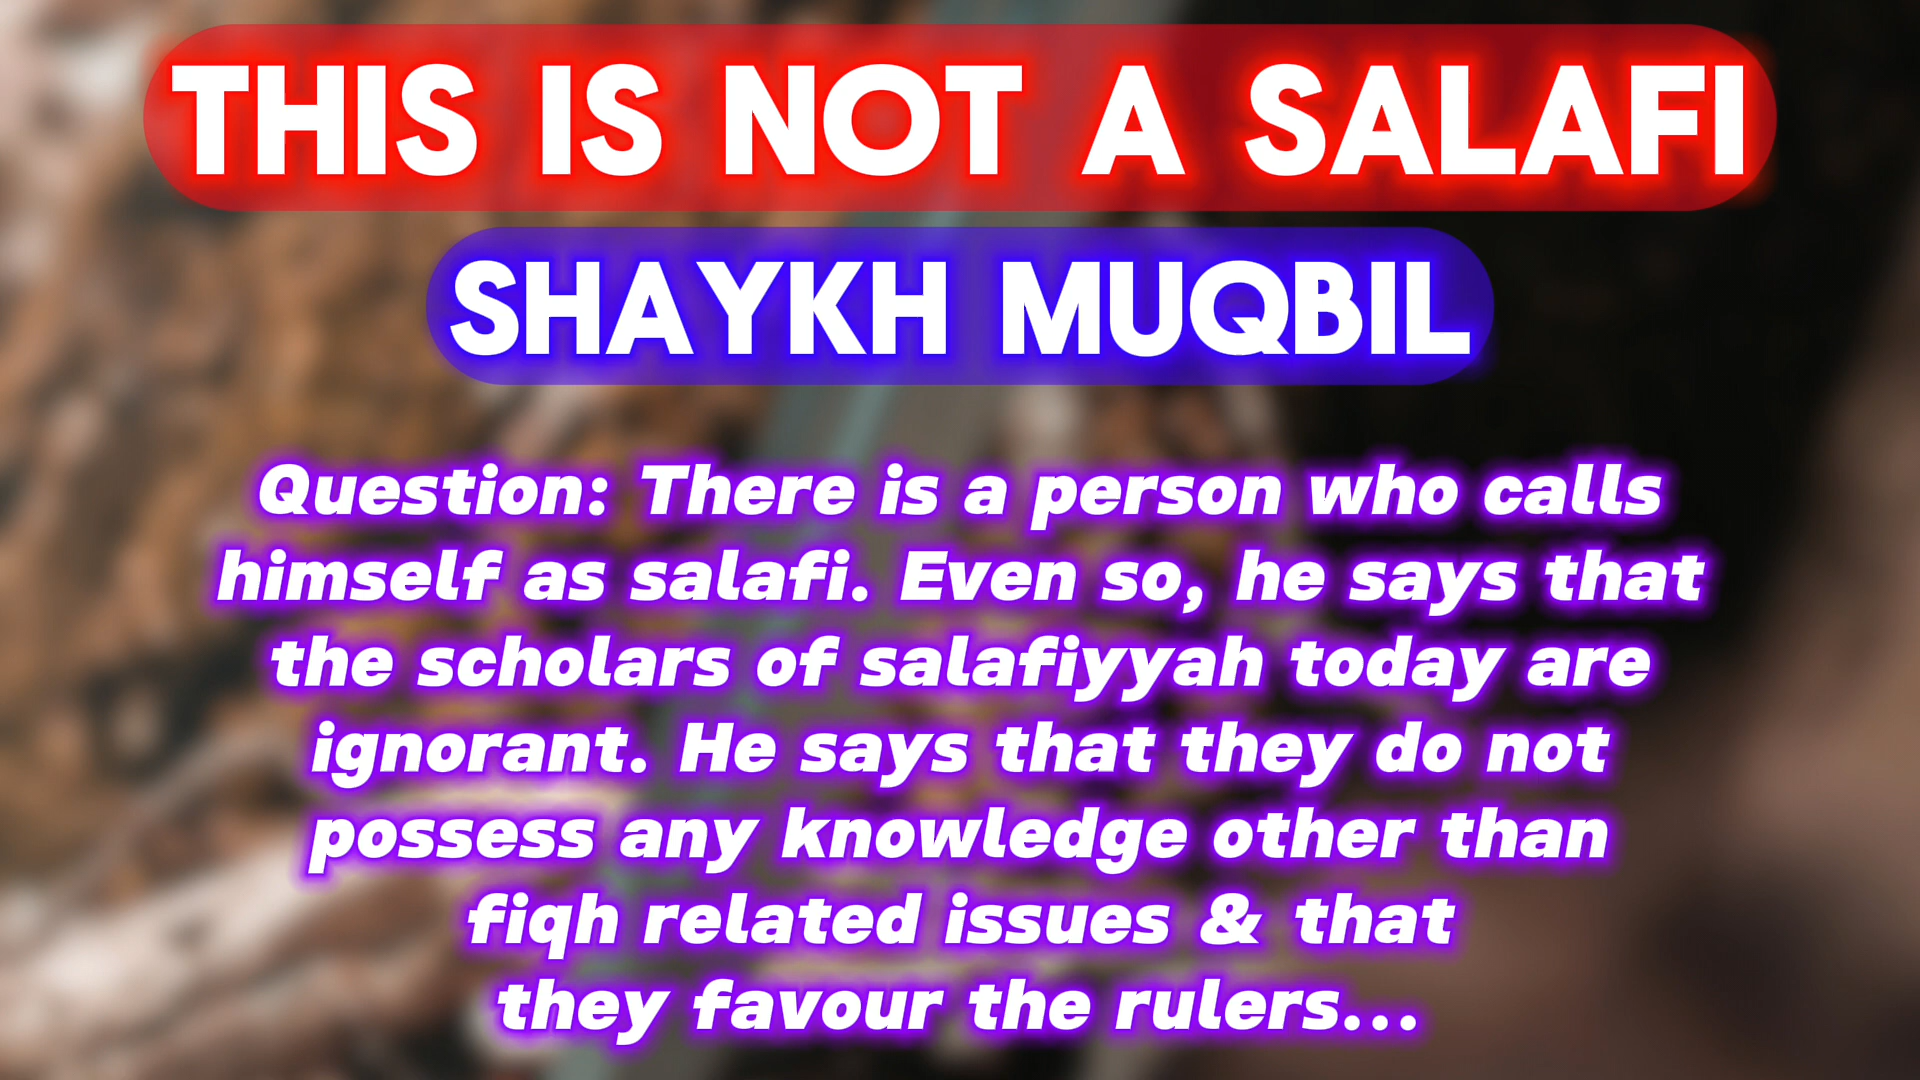 THIS IS NOT A SALAFI
SHAYKH MUQBIL
Question: There is a person who calls
himself as salafi. Even so, he says that
the scholars of salafiyyah today are
ignorant. He says that they do not
possess any knowledge other than
fiqh related issues & that
they favour the rulers...